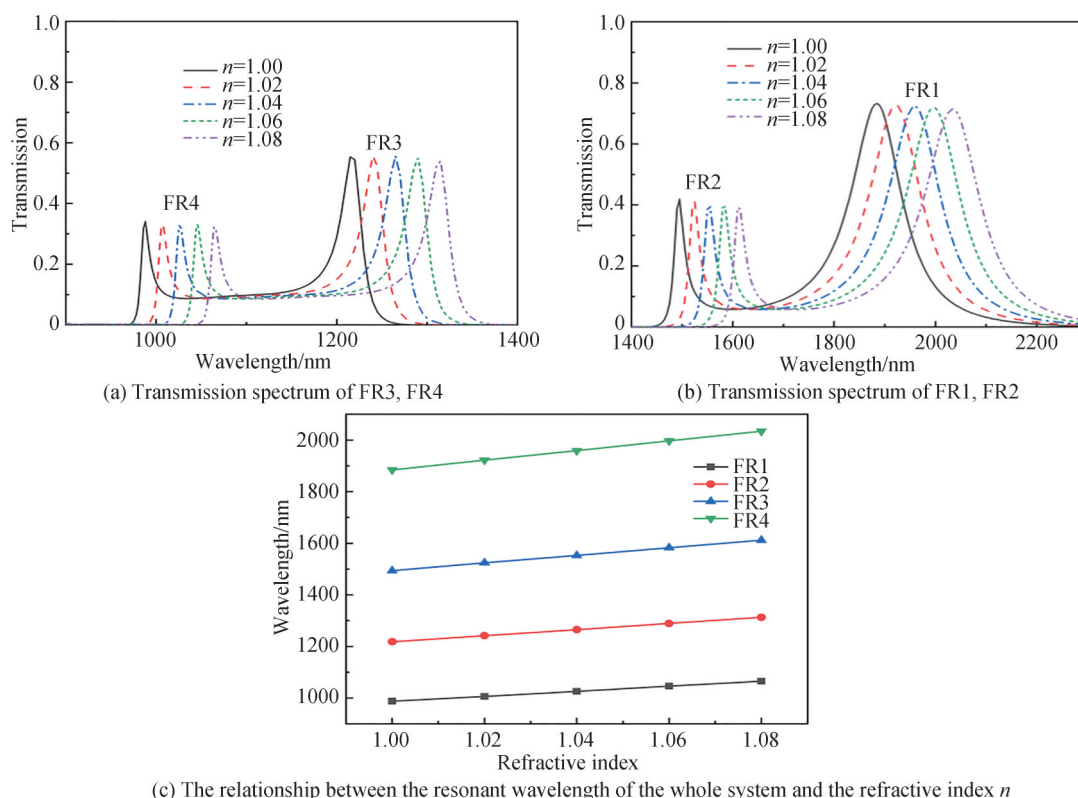 1.0
0.8
0.6
0.4
0.2
0
Transmission
n=1.00
n=1.02
n=1.04
n=1.06
n=1.08
FR4
FR3
1000
1200
1400
Wavelength/nm
(a) Transmission spectrum of FR3, FR4
1.0
0.8
0.6
0.4
0.2
0
Transmission
n=1.00
n=1.02
n=1.04
n=1.06
n=1.08
FR2
FR1
1400
1600
1800
2000
2200
Wavelength/nm
(b) Transmission spectrum of FR1, FR2
2000
1800
1600
1400
1200
1000
Wavelength/nm
FR1
FR2
FR3
FR4
1.00
1.02
1.04
1.06
1.08
Refractive index
(c) The relationship between the resonant wavelength of the whole system and the refractive index n